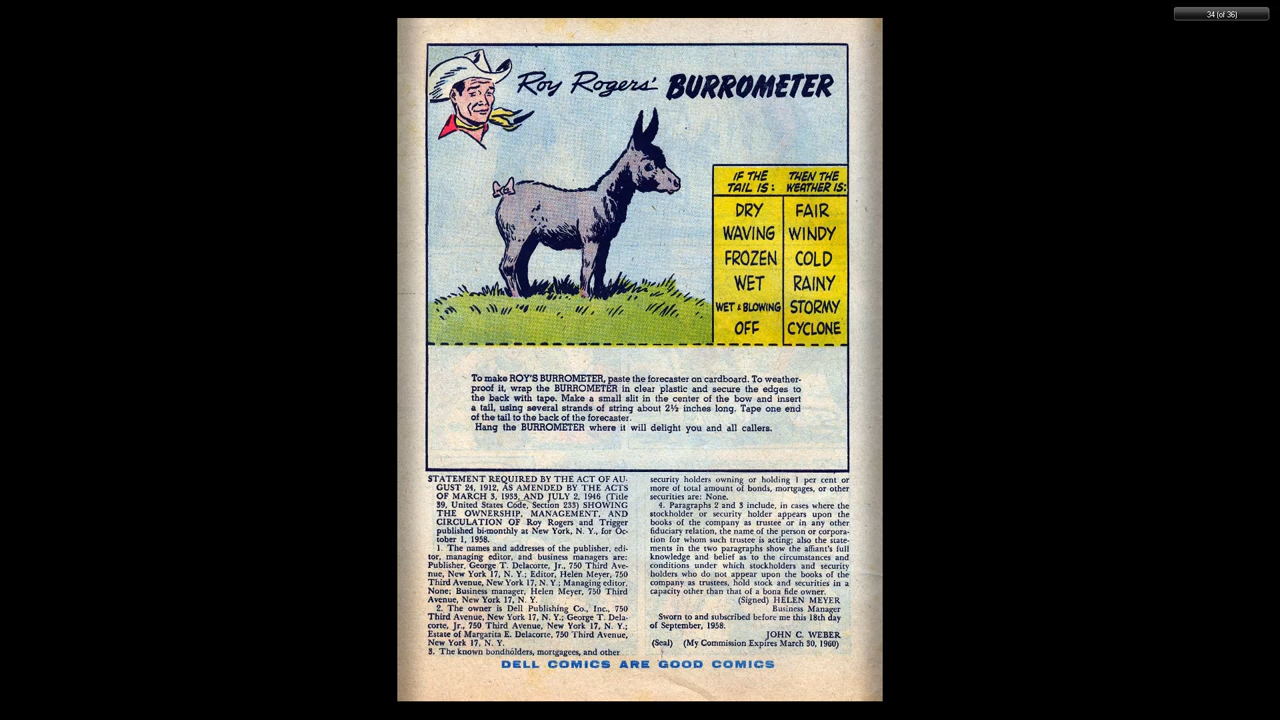 34 (of 36)
Roy Rogers' BURROMETER
IF THE TAIL IS: THEN THE WEATHER IS:
DRY FAIR
WAVING WINDY
FROZEN COLD
WET RAINY
WET & BLOWING STORMY
OFF CYCLONE
To make ROY'S BURROMETER, paste the forecaster on cardboard. To weather-
proof it, wrap the BURROMETER in clear plastic and secure the edges to
the back with tape. Make a small slit in the center of the bow and insert
a tail, using several strands of string about 2½ inches long. Tape one end
of the tail to the back of the forecaster.
Hang the BURROMETER where it will delight you and all callers.
STATEMENT REQUIRED BY THE ACT OF AU-
GUST 24, 1912, AS AMENDED BY THE ACTS
OF MARCH 3, 1933, AND JULY 2, 1946 (Title
39, United States Code, Section 233) SHOWING
THE OWNERSHIP, MANAGEMENT, AND
CIRCULATION OF Roy Rogers and Trigger
published bi-monthly at New York, N. Y., for Oc-
tober 1, 1958.
1. The names and addresses of the publisher, edi-
tor, managing editor, and business managers are:
Publisher, George T. Delacorte, Jr., 750 Third Ave-
nue, New York 17, N. Y.; Editor, Helen Meyer, 750
Third Avenue, New York 17, N. Y.; Managing editor,
None; Business manager, Helen Meyer, 750 Third
Avenue, New York 17, N. Y.
2. The owner is Dell Publishing Co., Inc., 750
Third Avenue, New York 17, N. Y.; George T. Dela-
corte, Jr., 750 Third Avenue, New York 17, N. Y.;
Estate of Margarita E. Delacorte, 750 Third Avenue,
New York 17, N. Y.
3. The known bondholders, mortgagees, and other
security holders owning or holding 1 per cent or
more of total amount of bonds, mortgages, or other
securities are: None.
4. Paragraphs 2 and 3 include, in cases where the
stockholder or security holder appears upon the
books of the company as trustee or in any other
fiduciary relation, the name of the person or corpora-
tion for whom such trustee is acting; also the state-
ments in the two paragraphs show the affiant's full
knowledge and belief as to the circumstances and
conditions under which stockholders and security
holders who do not appear upon the books of the
company as trustees, hold stock and securities in a
capacity other than that of a bona fide owner.
(Signed) HELEN MEYER
Business Manager
Sworn to and subscribed before me this 18th day
of September, 1958.
JOHN C. WEBER
(Seal) (My Commission Expires March 30, 1960)
DELL COMICS ARE GOOD COMICS